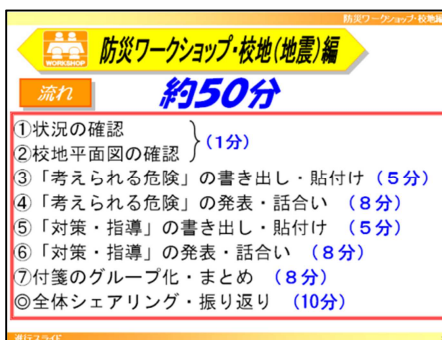 防災ワークショップ・校地編
WORKSHOP
防災ワークショップ・校地(地震)編
流れ
約50分
①状況の確認
②校地平面図の確認
(1分)
③「考えられる危険」の書き出し・貼付け (5分)
④「考えられる危険」の発表・話合い (8分)
⑤「対策・指導」の書き出し・貼付け (5分)
⑥「対策・指導」の発表・話合い (8分)
⑦付箋のグループ化・まとめ (8分)
◎全体シェアリング・振り返り (10分)
進行スライド